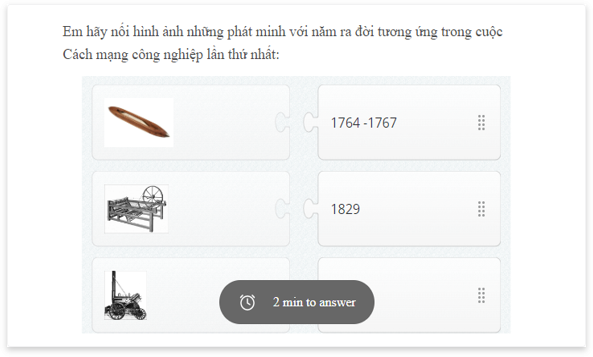 Em hãy nối hình ảnh những phát minh với năm ra đời tương ứng trong cuộc
Cách mạng công nghiệp lần thứ nhất:
1764 -1767
1829
2 min to answer